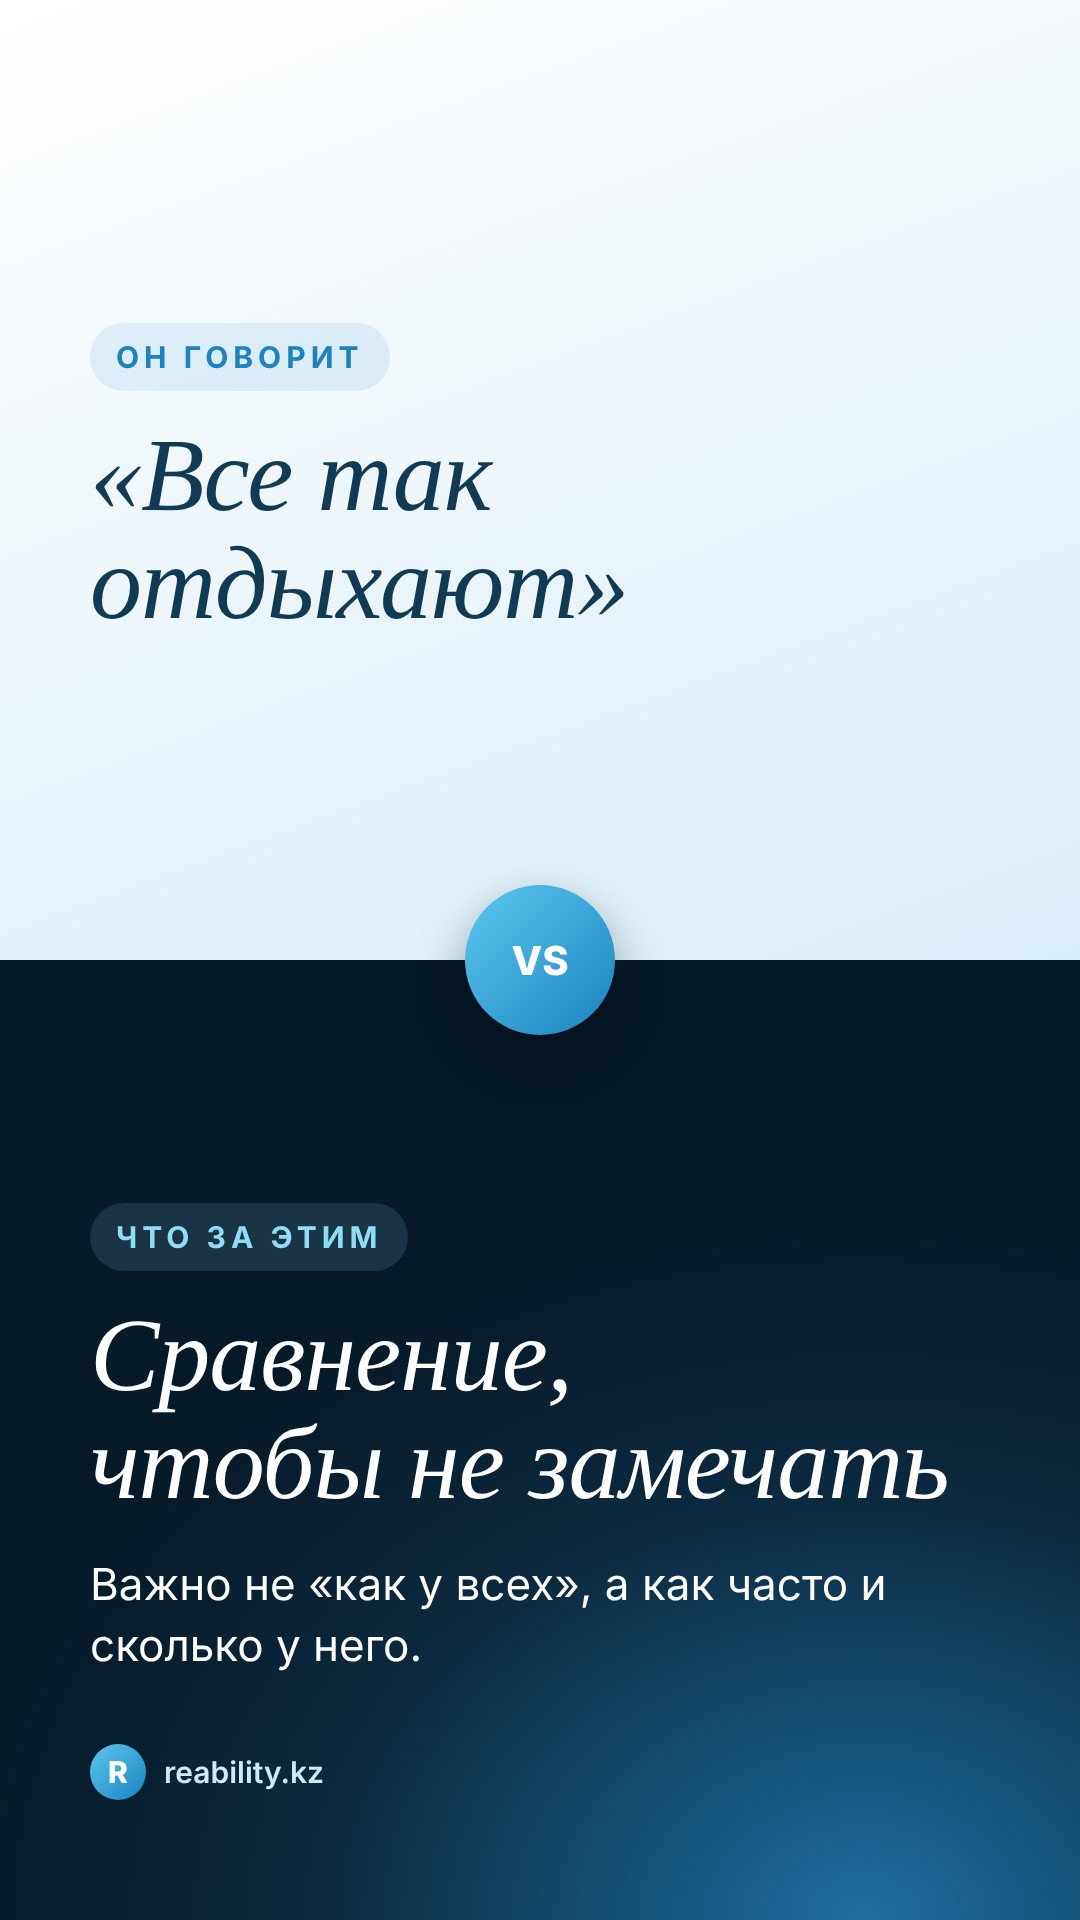 ОН ГОВОРИТ
«Все так
отдыхают»
VS
ЧТО ЗА ЭТИМ
Сравнение,
чтобы не замечать
Важно не «как у всех», а как часто и
сколько у него.
R reability.kz